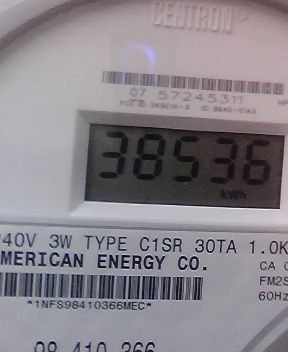 CENTRON®
07 57245311
38536
kWh
240V 3W TYPE C1SR 30TA 1.0K
AMERICAN ENERGY CO.
CA 0
FM2S
60Hz
*1NFS98410366MEC*
98 410 366